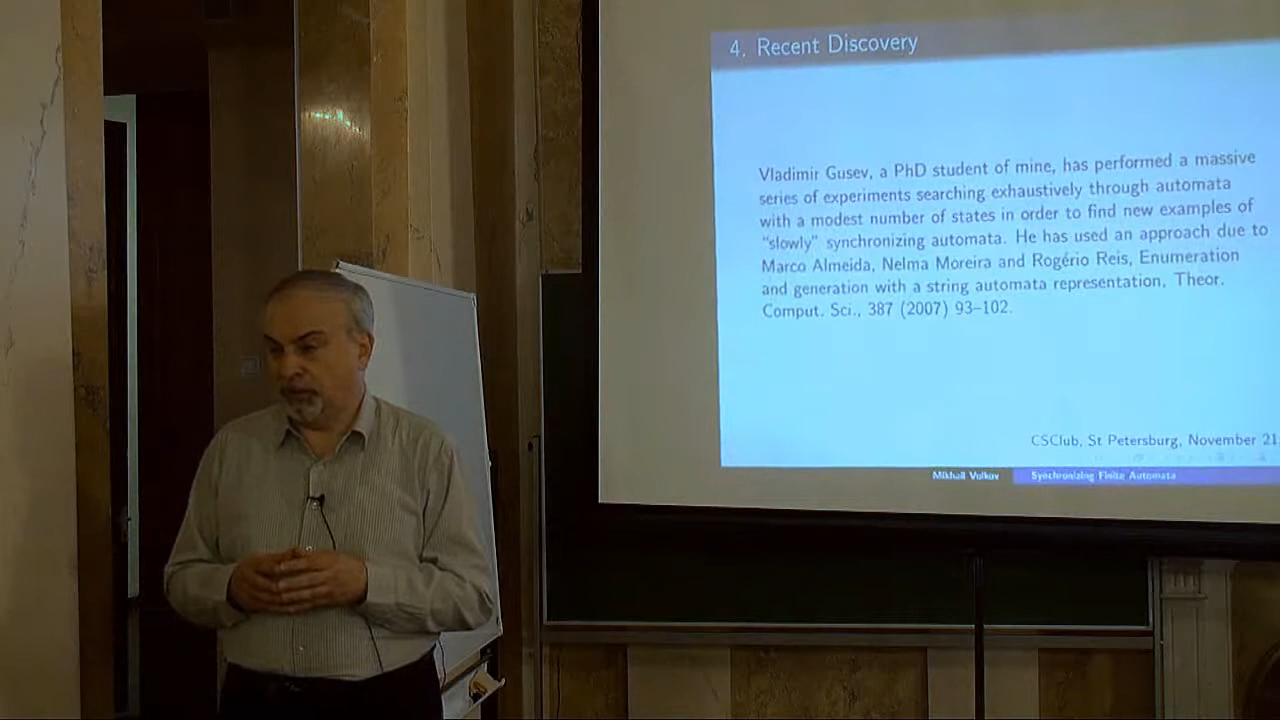 4. Recent Discovery
Vladimir Gusev, a PhD student of mine, has performed a massive
series of experiments searching exhaustively through automata
with a modest number of states in order to find new examples of
"slowly" synchronizing automata. He has used an approach due to
Marco Almeida, Nelma Moreira and Rogério Reis, Enumeration
and generation with a string automata representation, Theor.
Comput. Sci., 387 (2007) 93–102.
CSClub, St Petersburg, November 21
Mikhail Volkov Synchronizing Finite Automata